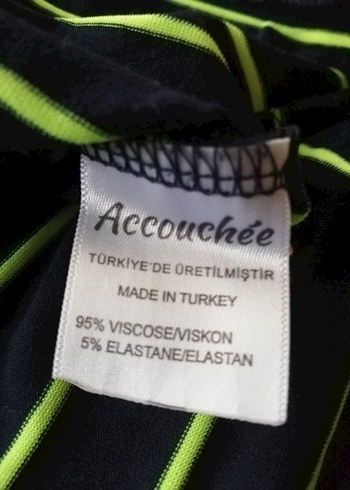 Accouchée
TÜRKİYE'DE ÜRETİLMİŞTİR
MADE IN TURKEY
95% VISCOSE/VISKON
5% ELASTANE/ELASTAN